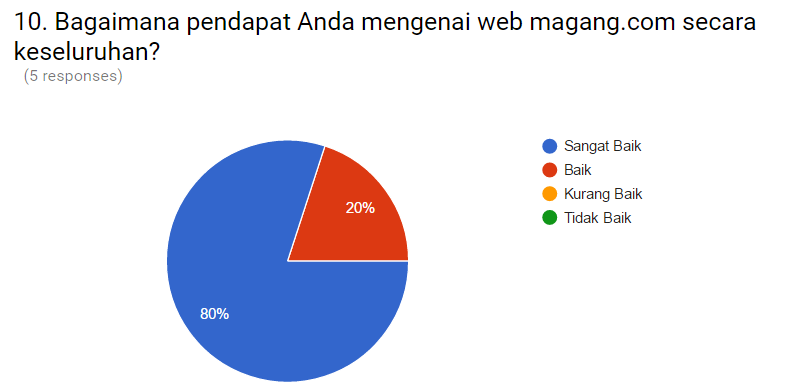 10. Bagaimana pendapat Anda mengenai web magang.com secara
keseluruhan?
(5 responses)
Sangat Baik
Baik
Kurang Baik
Tidak Baik
20%
80%